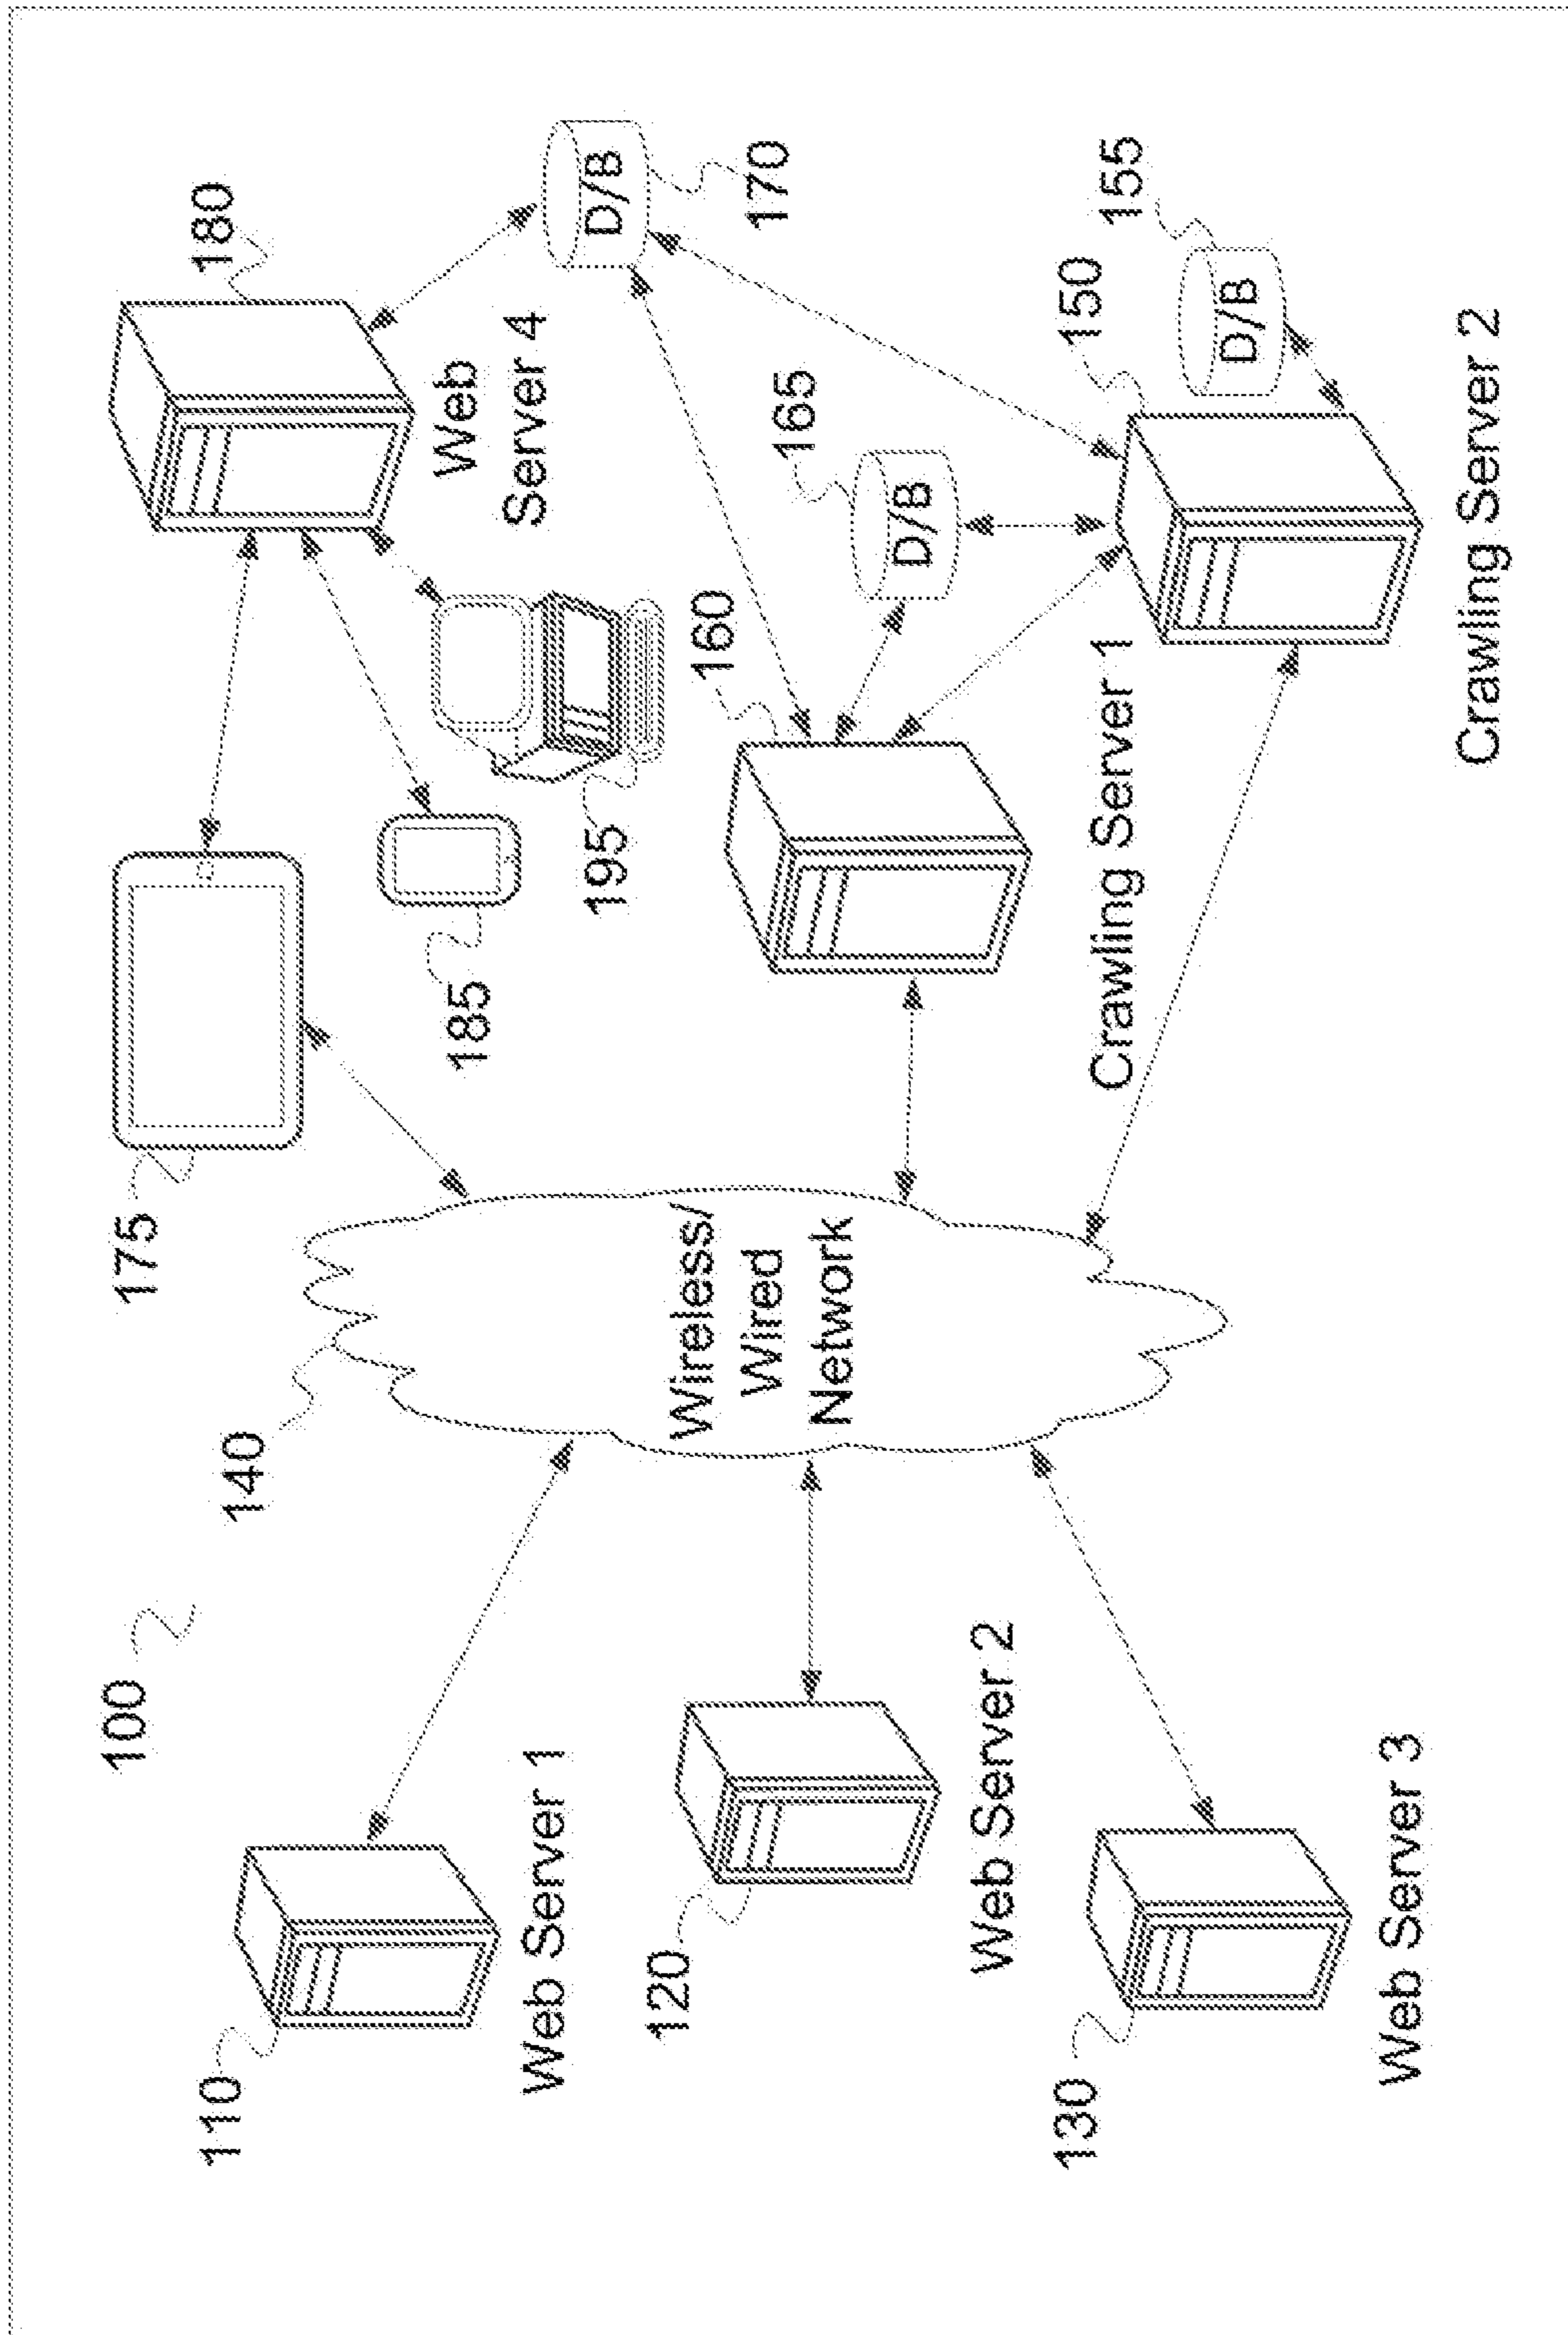 100
110
Web Server 1
120
Web Server 2
130
Web Server 3
140
Wireless/
Wired
Network
175
185
195
180
Web
Server 4
D/B
170
160
Crawling Server 1
165
D/B
150
Crawling Server 2
155
D/B